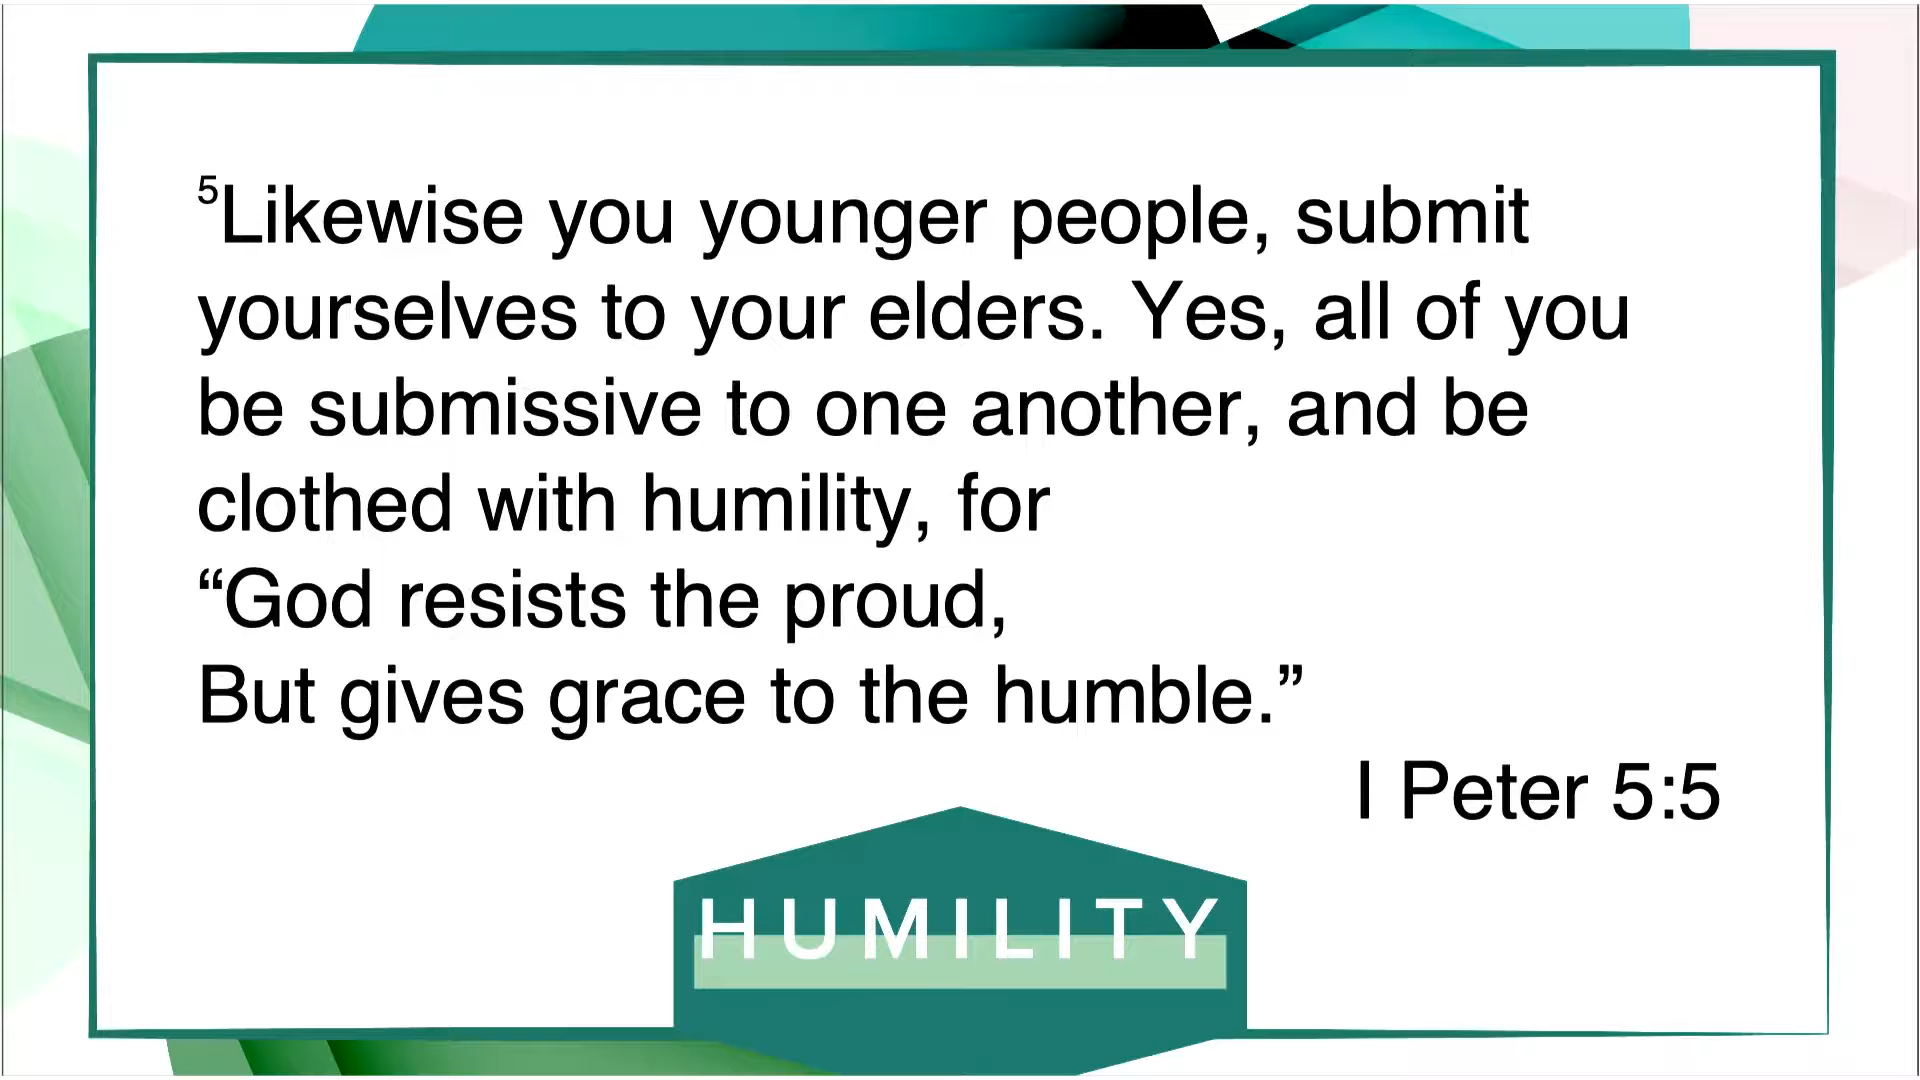 ⁵Likewise you younger people, submit
yourselves to your elders. Yes, all of you
be submissive to one another, and be
clothed with humility, for
“God resists the proud,
But gives grace to the humble.”
I Peter 5:5
HUMILITY